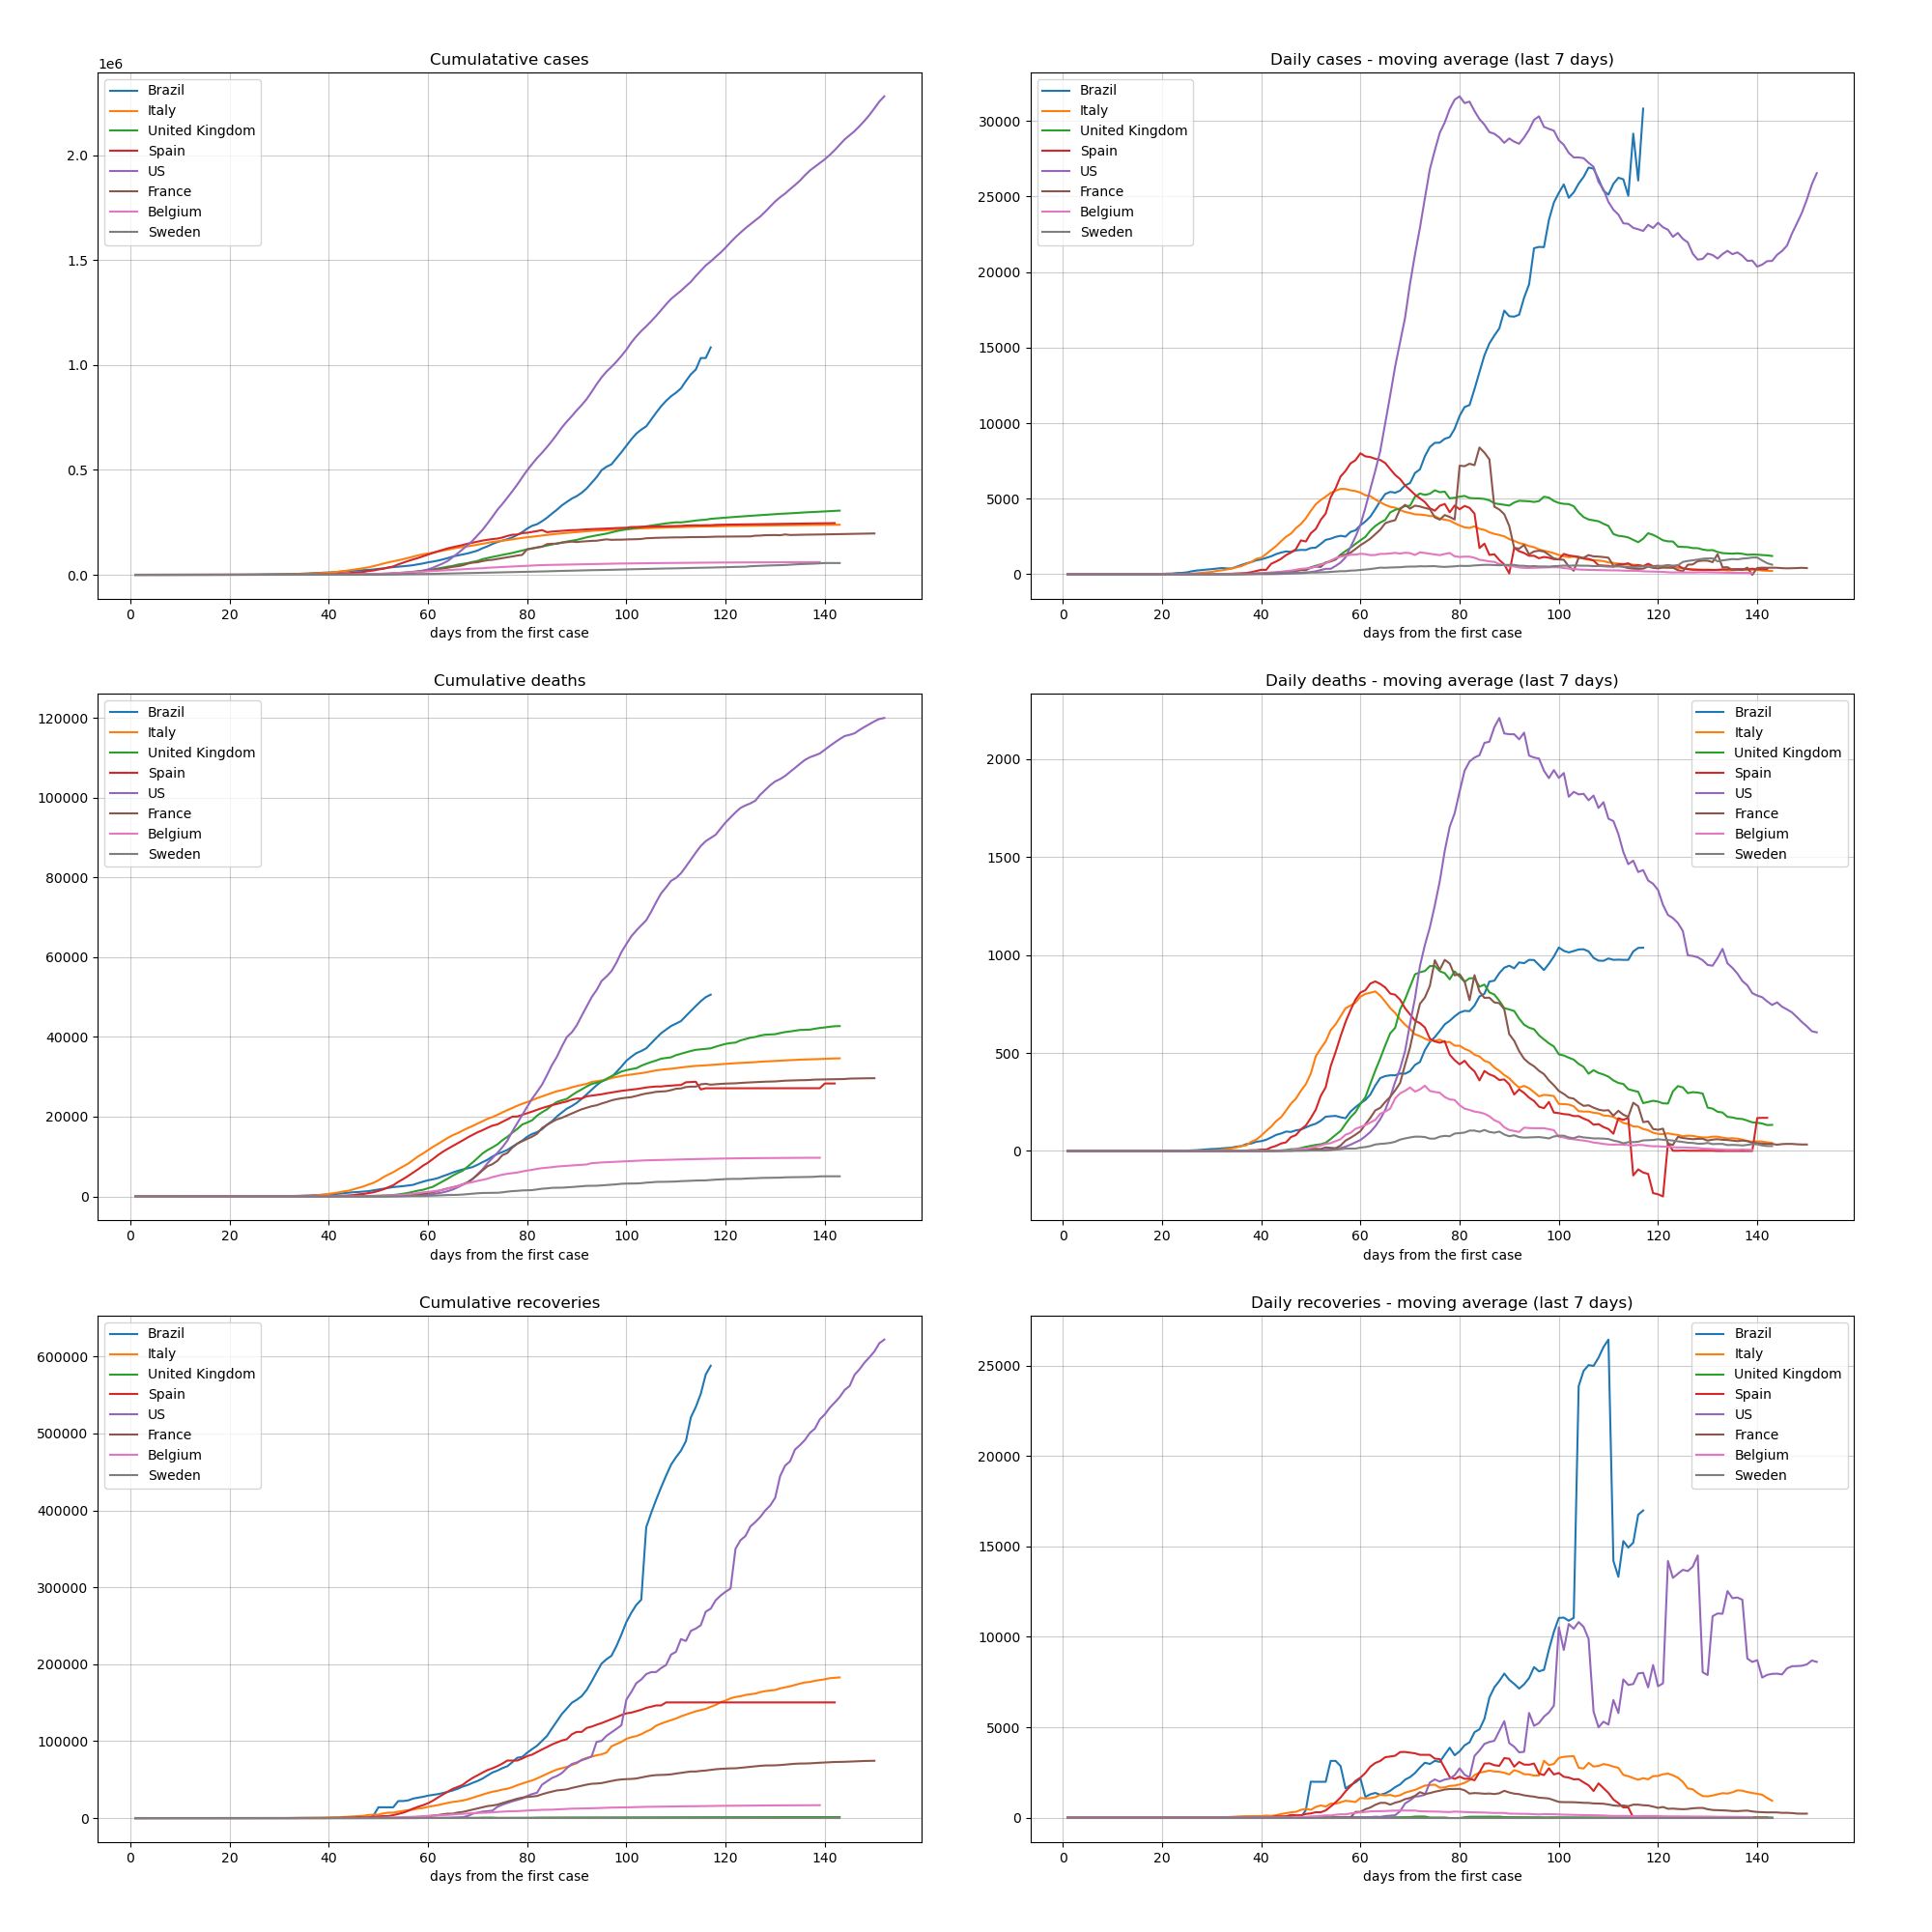 Cumulatative cases
1e6
Brazil
Italy
United Kingdom
Spain
US
France
Belgium
Sweden
2.0
1.5
1.0
0.5
0.0
0 20 40 60 80 100 120 140
days from the first case
Daily cases - moving average (last 7 days)
Brazil
Italy
United Kingdom
Spain
US
France
Belgium
Sweden
30000
25000
20000
15000
10000
5000
0
0 20 40 60 80 100 120 140
days from the first case
Cumulative deaths
Brazil
Italy
United Kingdom
Spain
US
France
Belgium
Sweden
120000
100000
80000
60000
40000
20000
0
0 20 40 60 80 100 120 140
days from the first case
Daily deaths - moving average (last 7 days)
Brazil
Italy
United Kingdom
Spain
US
France
Belgium
Sweden
2000
1500
1000
500
0
0 20 40 60 80 100 120 140
days from the first case
Cumulative recoveries
Brazil
Italy
United Kingdom
Spain
US
France
Belgium
Sweden
600000
500000
400000
300000
200000
100000
0
0 20 40 60 80 100 120 140
days from the first case
Daily recoveries - moving average (last 7 days)
Brazil
Italy
United Kingdom
Spain
US
France
Belgium
Sweden
25000
20000
15000
10000
5000
0
0 20 40 60 80 100 120 140
days from the first case